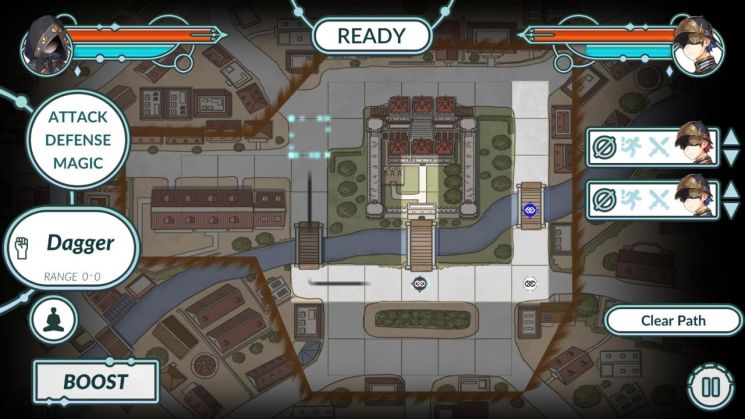 READY
ATTACK
DEFENSE
MAGIC
Dagger
RANGE 0-0
BOOST
Clear Path